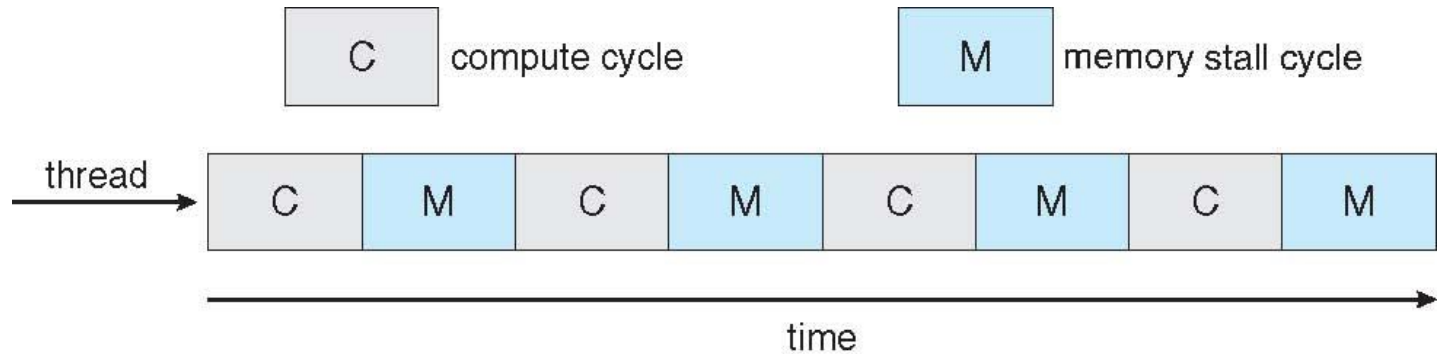 C compute cycle M memory stall cycle
thread
C M C M C M C M
time